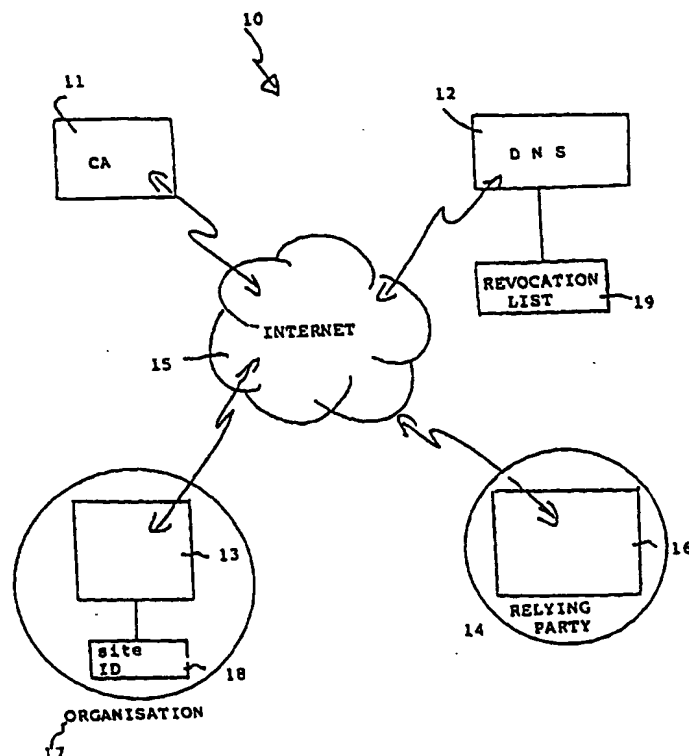 10
11
CA
12
D N S
REVOCATION
LIST
19
INTERNET
15
13
16
14
RELYING
PARTY
site
ID
18
ORGANISATION
17